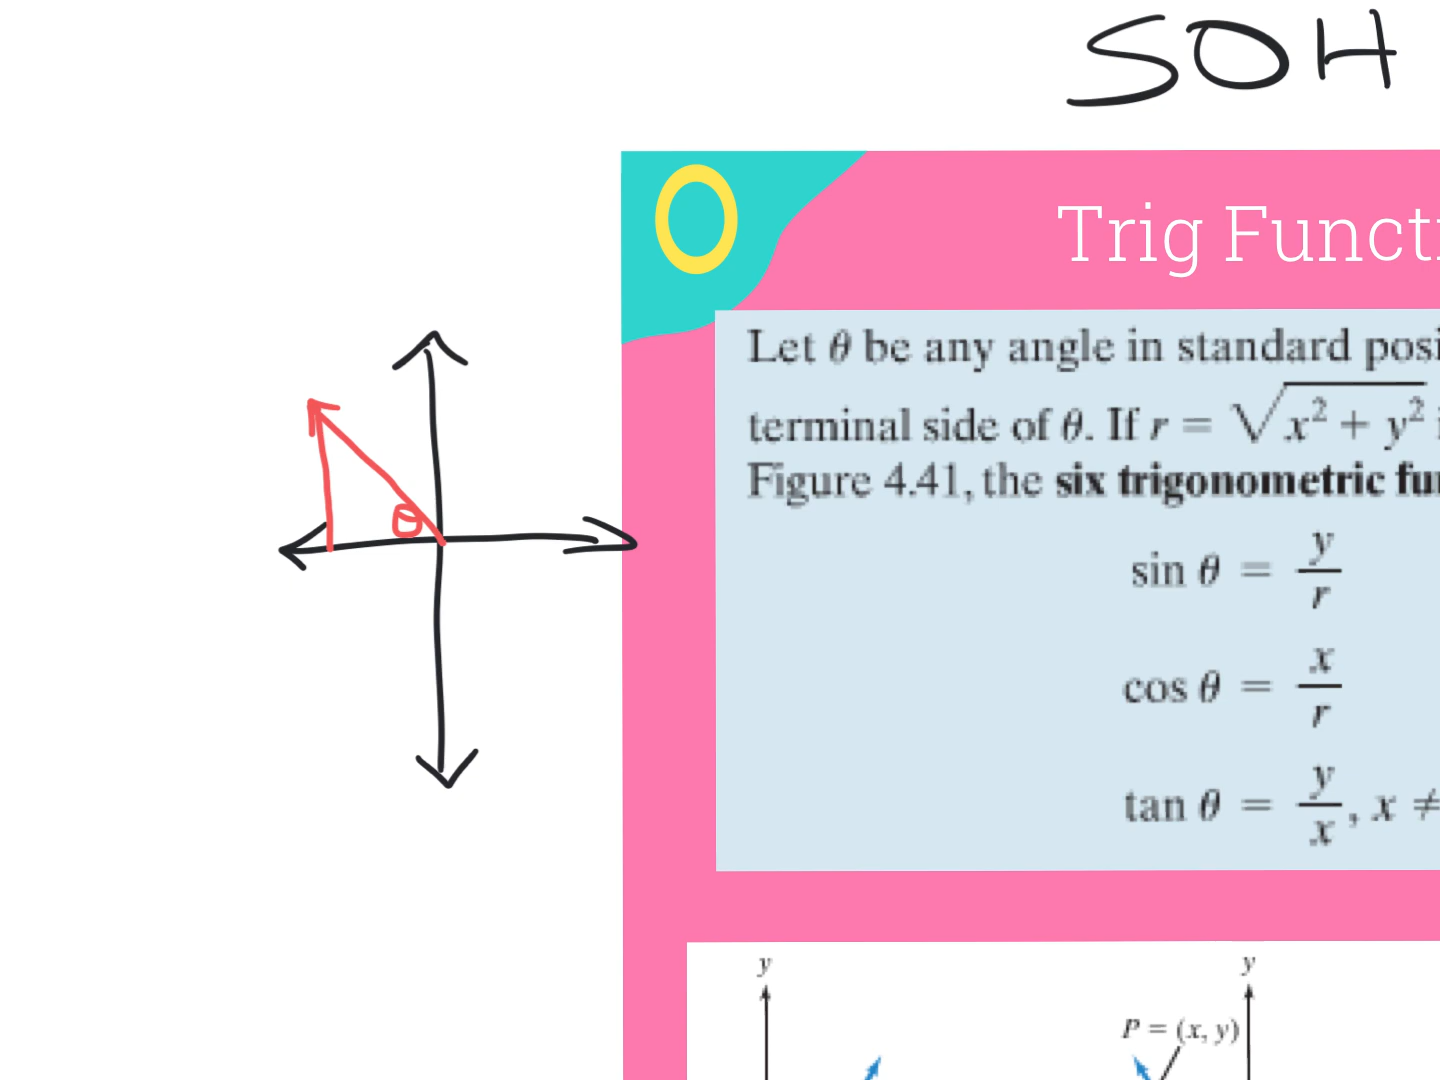 SOH
Trig Functi
Let θ be any angle in standard posi
terminal side of θ. If r = √x² + y²
Figure 4.41, the six trigonometric fu
sin θ = y/r
cos θ = x/r
tan θ = y/x, x ≠
θ
y
y
P = (x, y)